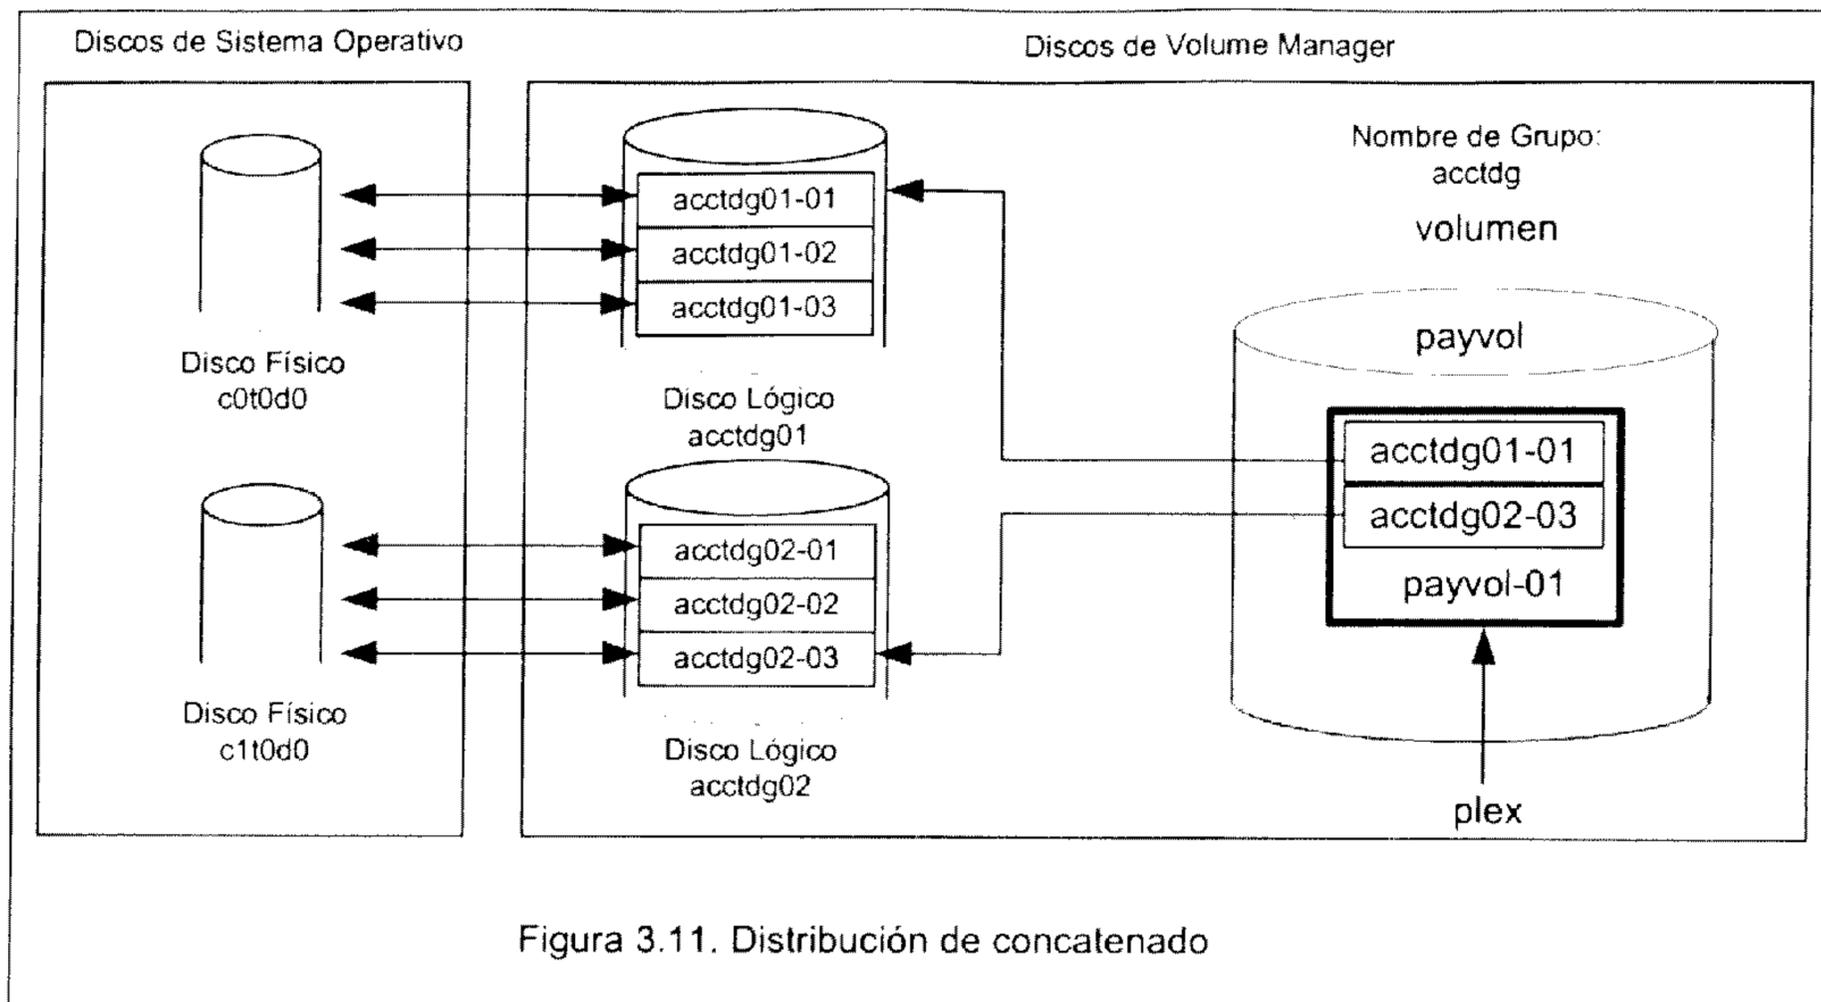 Discos de Sistema Operativo
Discos de Volume Manager
acctdg01-01
acctdg01-02
acctdg01-03
Disco Físico
c0t0d0
Disco Lógico
acctdg01
acctdg02-01
acctdg02-02
acctdg02-03
Disco Físico
c1t0d0
Disco Lógico
acctdg02
Nombre de Grupo:
acctdg
volumen
payvol
acctdg01-01
acctdg02-03
payvol-01
plex
Figura 3.11. Distribución de concatenado